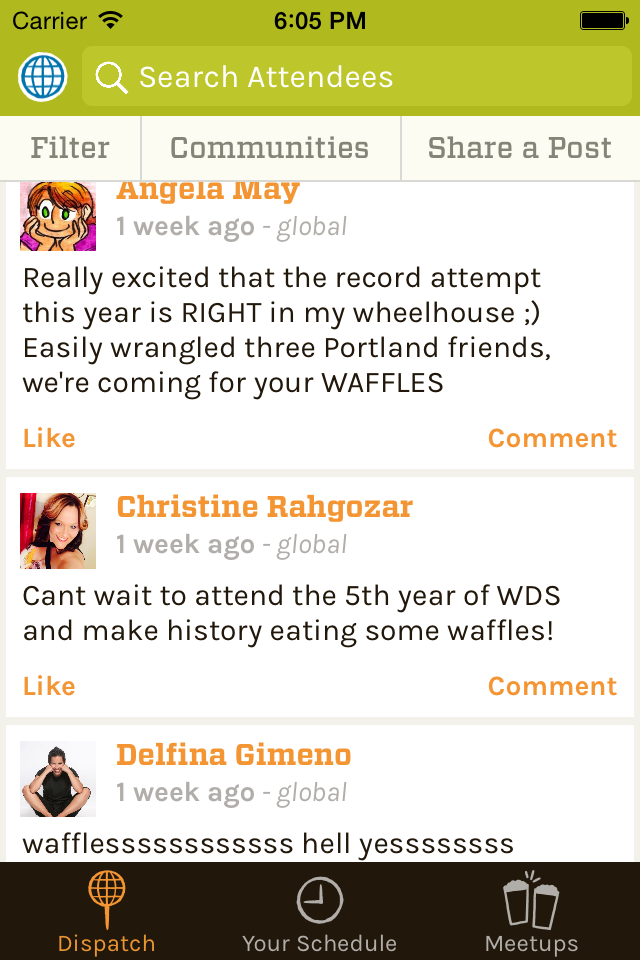 Carrier 6:05 PM
Search Attendees
Filter Communities Share a Post
Angela May
1 week ago - global
Really excited that the record attempt
this year is RIGHT in my wheelhouse ;)
Easily wrangled three Portland friends,
we're coming for your WAFFLES
Like Comment
Christine Rahgozar
1 week ago - global
Cant wait to attend the 5th year of WDS
and make history eating some waffles!
Like Comment
Delfina Gimeno
1 week ago - global
wafflessssssssssss hell yessssssss
Dispatch Your Schedule Meetups